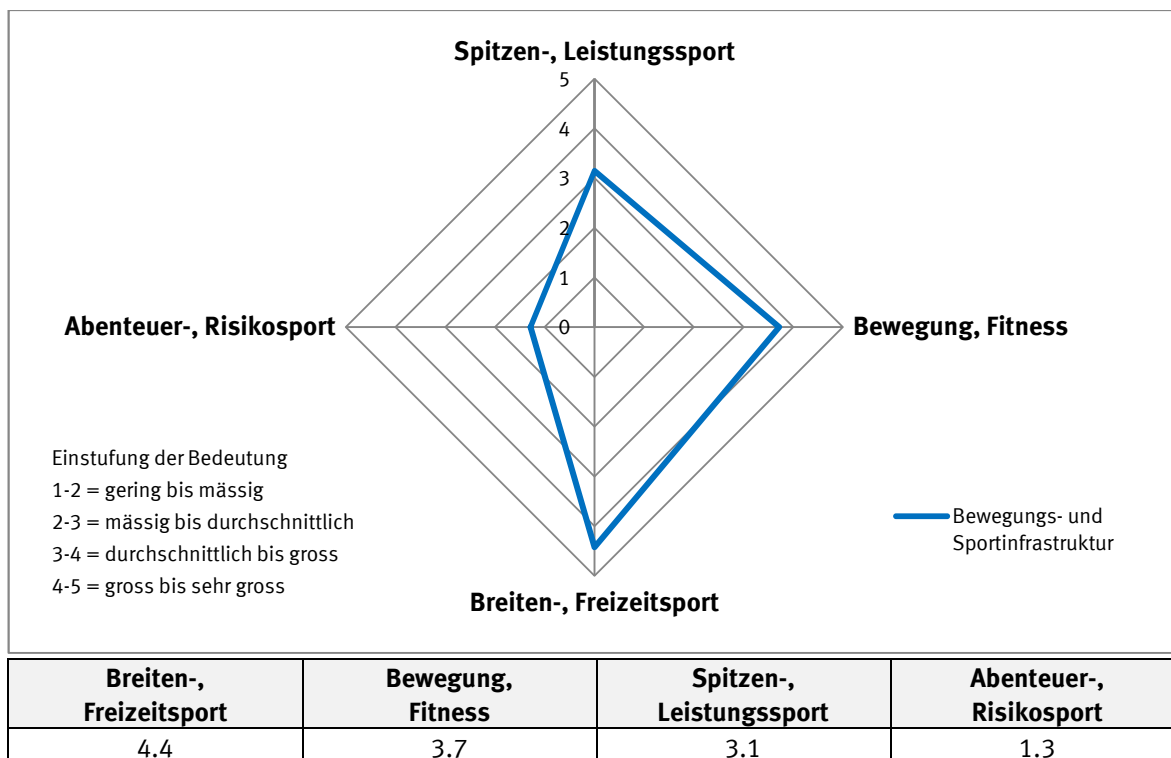 Spitzen-, Leistungssport
5
4
3
2
1
0
Abenteuer-, Risikosport
Bewegung, Fitness
Einstufung der Bedeutung
1-2 = gering bis mässig
2-3 = mässig bis durchschnittlich
3-4 = durchschnittlich bis gross
4-5 = gross bis sehr gross
Bewegungs- und
Sportinfrastruktur
Breiten-, Freizeitsport
Breiten-, Bewegung, Spitzen-, Abenteuer-,
Freizeitsport Fitness Leistungssport Risikosport
4.4 3.7 3.1 1.3